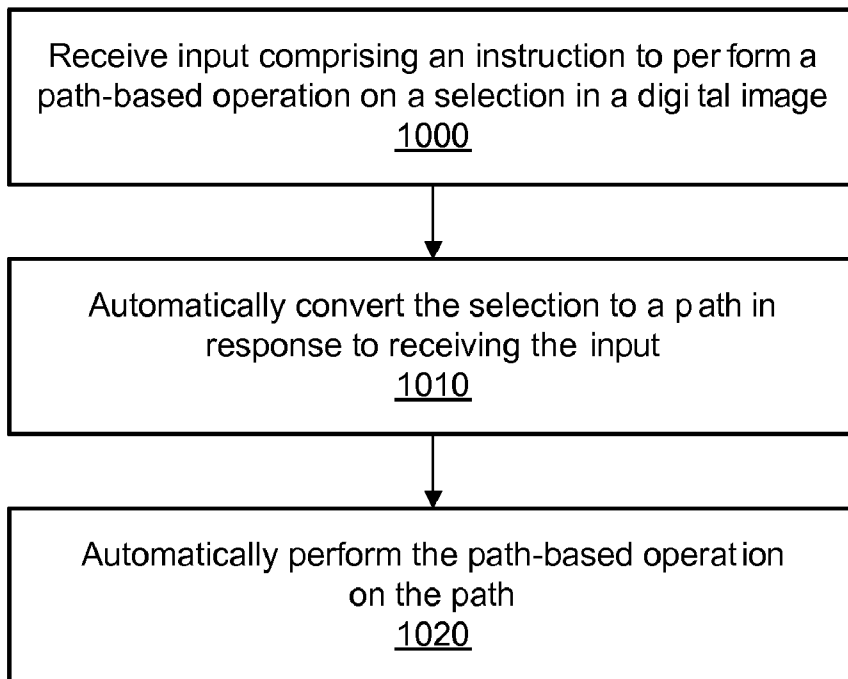 Receive input comprising an instruction to perform a
path-based operation on a selection in a digital image
1000
Automatically convert the selection to a path in
response to receiving the input
1010
Automatically perform the path-based operation
on the path
1020